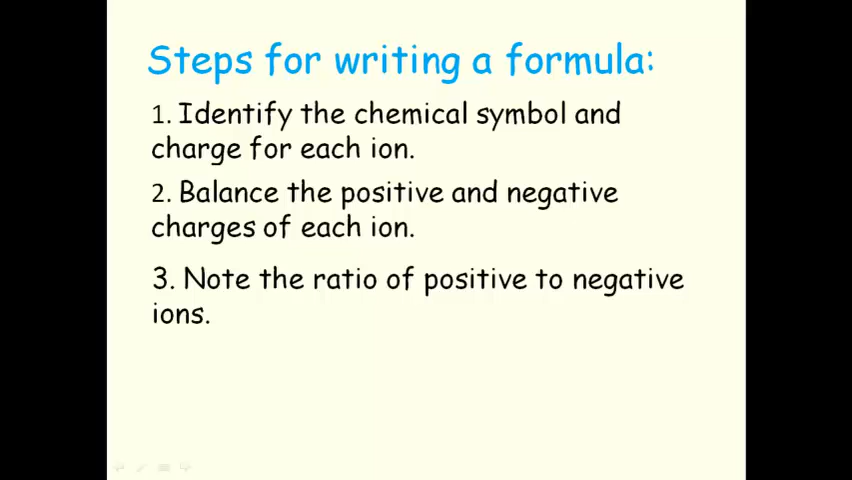 Steps for writing a formula:
1. Identify the chemical symbol and
charge for each ion.
2. Balance the positive and negative
charges of each ion.
3. Note the ratio of positive to negative
ions.